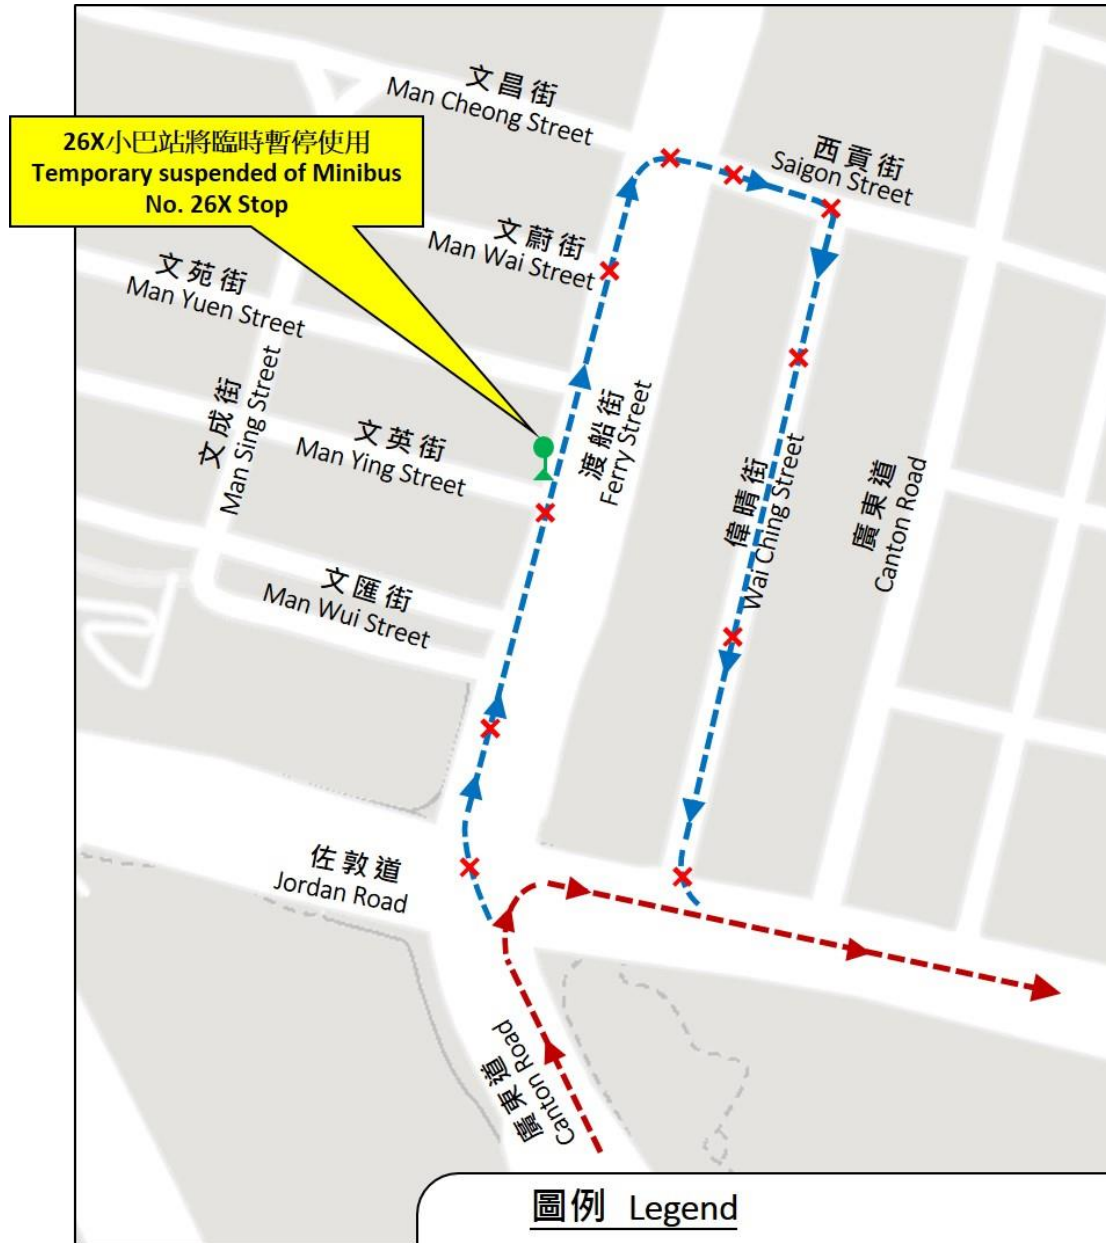 文昌街
Man Cheong Street
26X小巴站將臨時暫停使用
Temporary suspended of Minibus
No. 26X Stop
西貢街
Saigon Street
文蔚街
Man Wai Street
文苑街
Man Yuen Street
文成街
Man Sing Street
文英街
Man Ying Street
渡船街
Ferry Street
偉晴街
Wai Ching Street
廣東道
Canton Road
文匯街
Man Wui Street
佐敦道
Jordan Road
廣東道
Canton Road
圖例 Legend